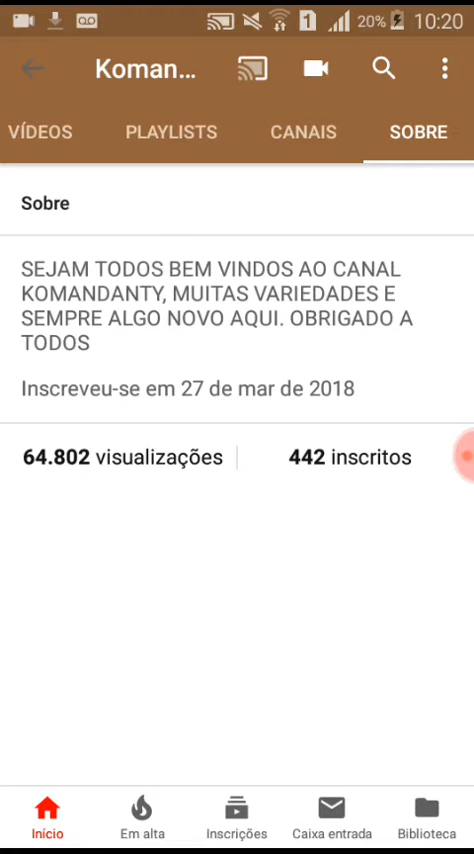 1 20% 10:20
Koman...
VÍDEOS PLAYLISTS CANAIS SOBRE
Sobre
SEJAM TODOS BEM VINDOS AO CANAL
KOMANDANTY, MUITAS VARIEDADES E
SEMPRE ALGO NOVO AQUI. OBRIGADO A
TODOS
Inscreveu-se em 27 de mar de 2018
64.802 visualizações 442 inscritos
Início Em alta Inscrições Caixa entrada Biblioteca